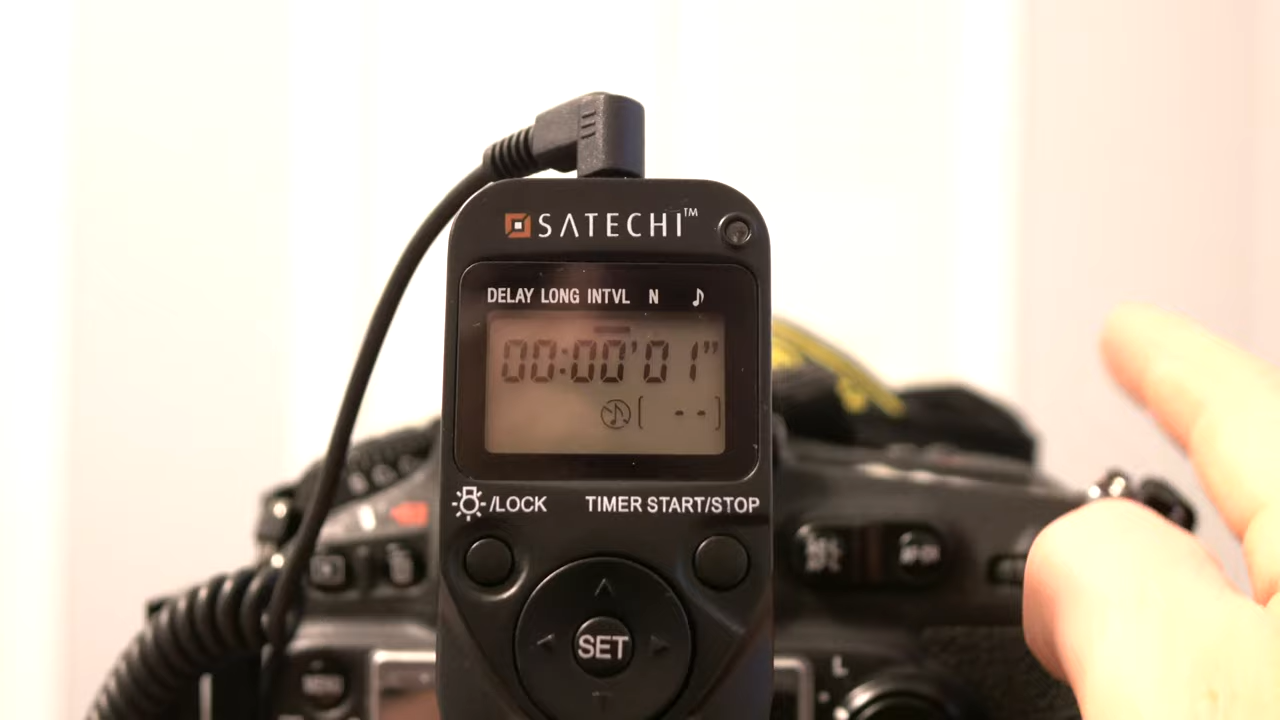 SATECHI™
DELAY LONG INTVL N ♪
00:00'01"
[ --]
/LOCK TIMER START/STOP
SET
L